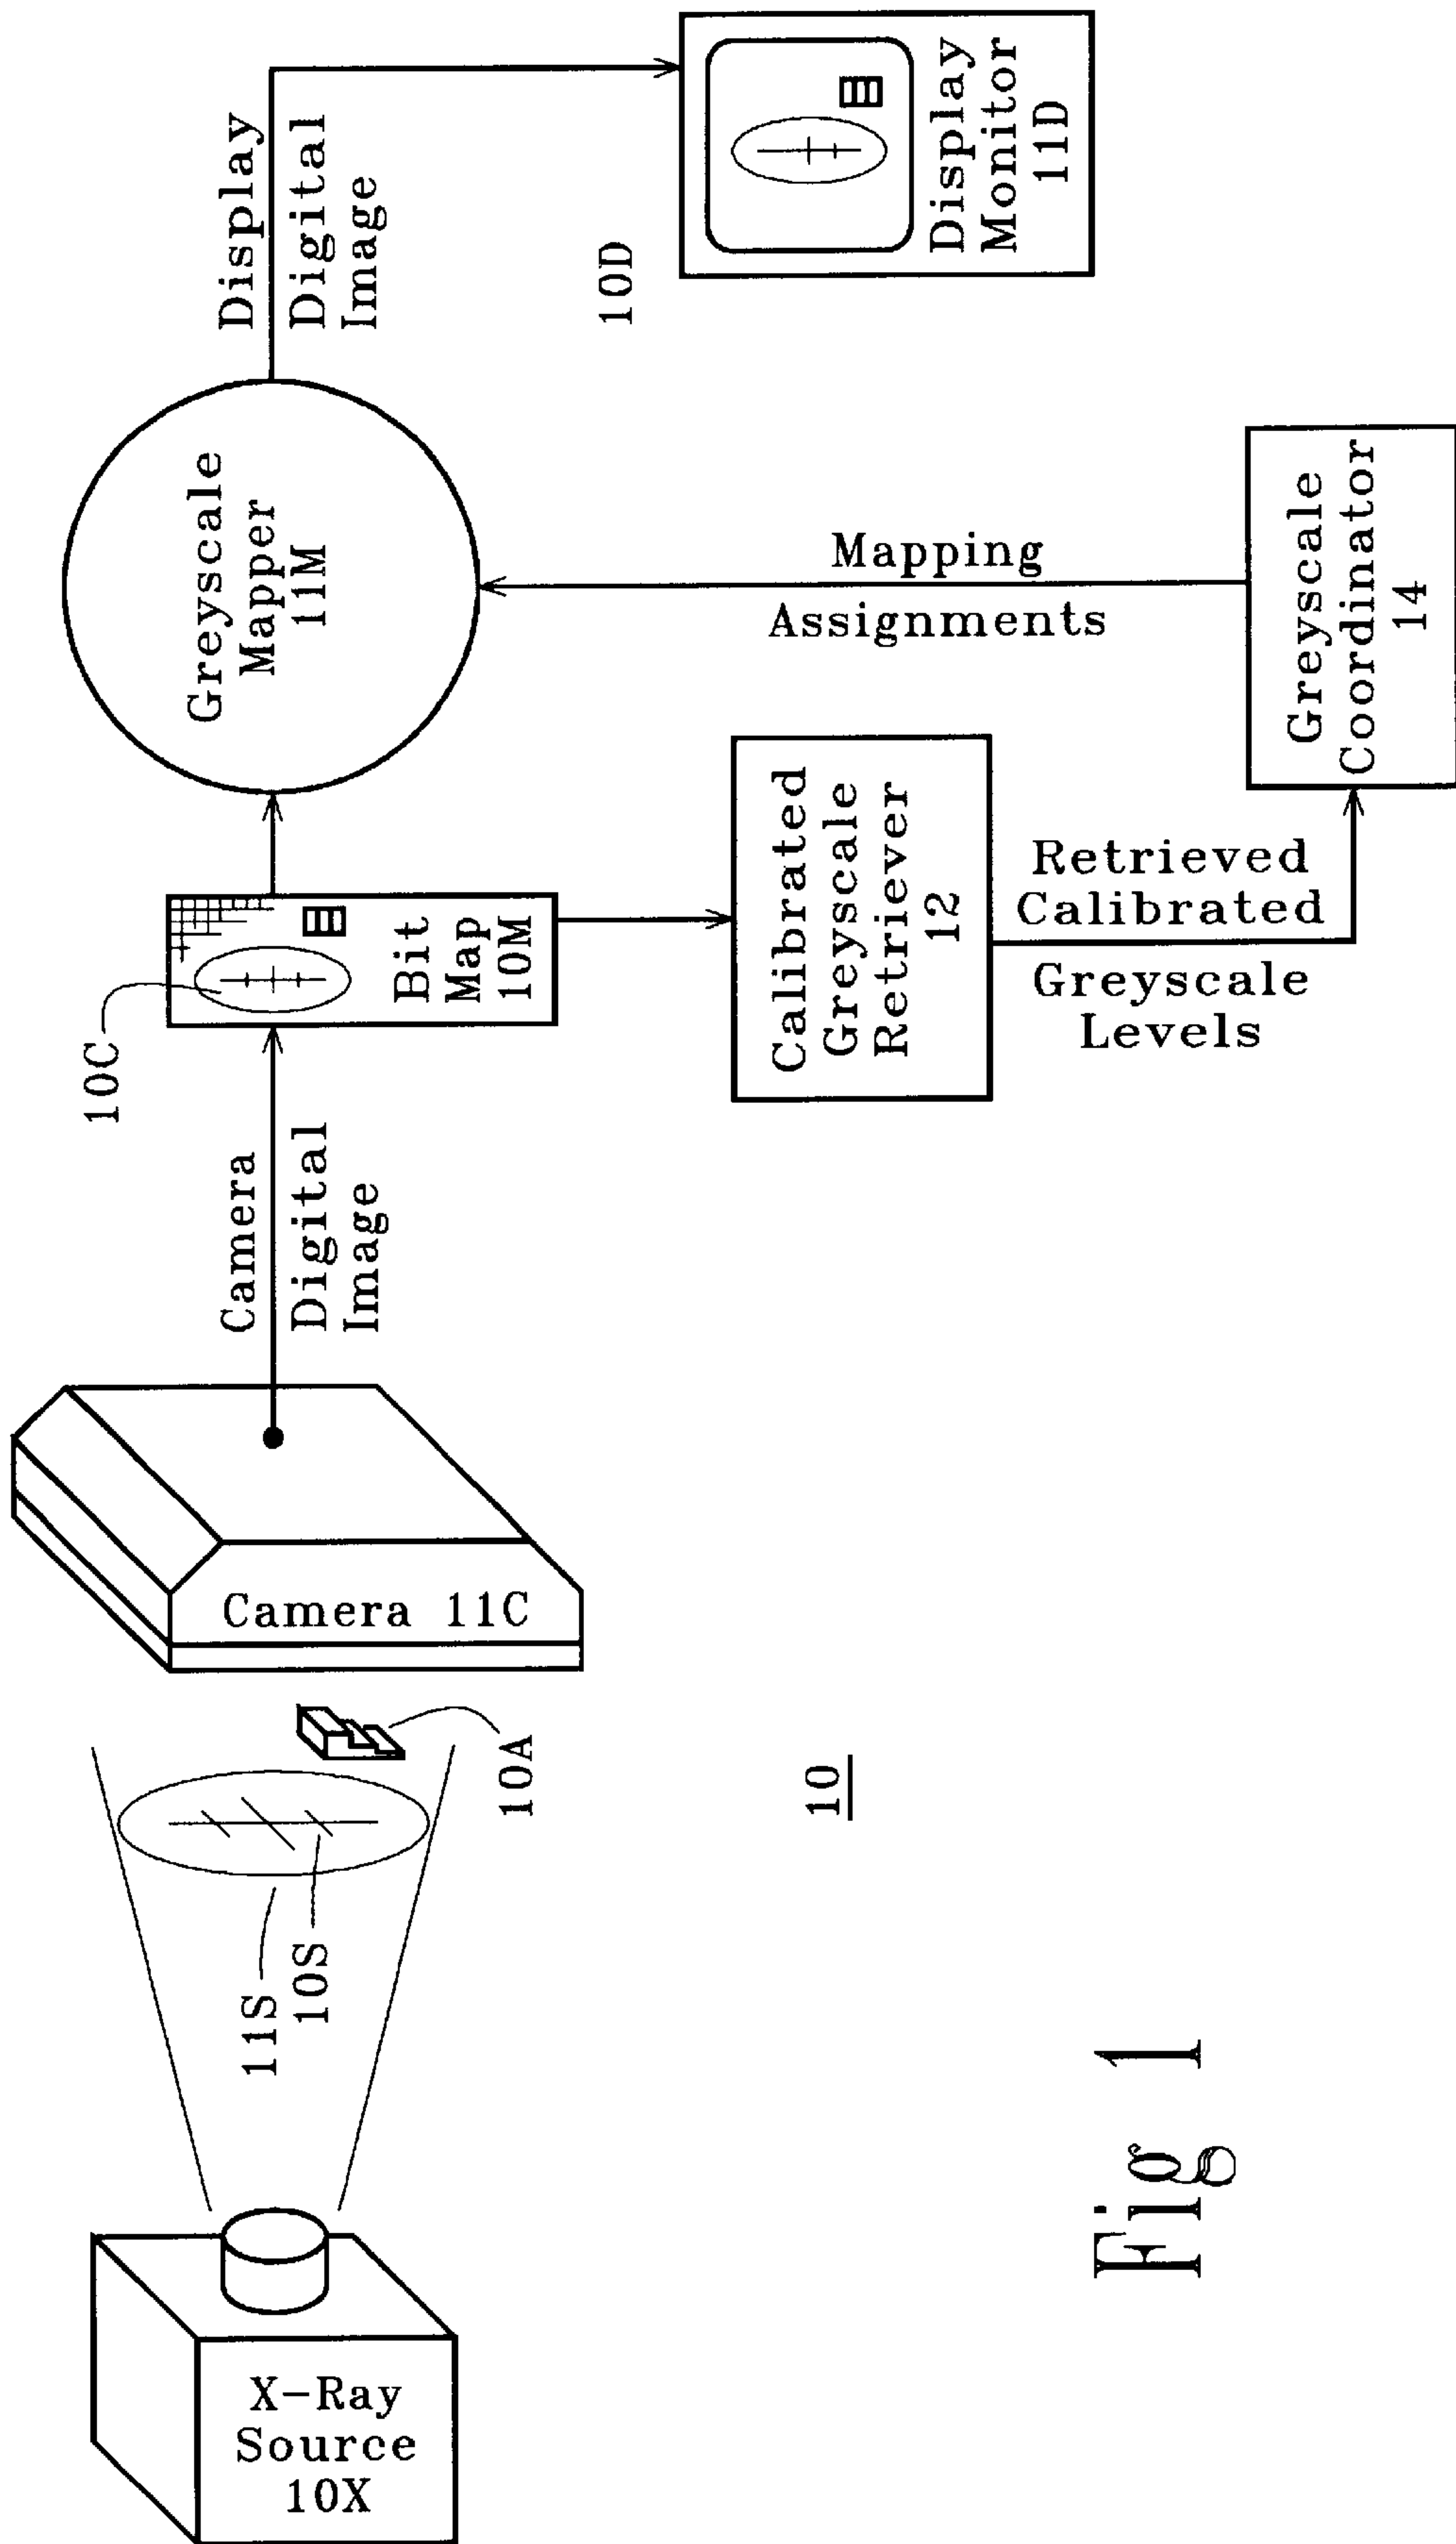 X-Ray
Source
10X
11S
10S
10A
Camera 11C
Camera
Digital
Image
10C
Bit
Map
10M
Greyscale
Mapper
11M
Display
Digital
Image
10D
Display
Monitor
11D
Calibrated
Greyscale
Retriever
12
Retrieved
Calibrated
Greyscale
Levels
Mapping
Assignments
Greyscale
Coordinator
14
10
Fig 1